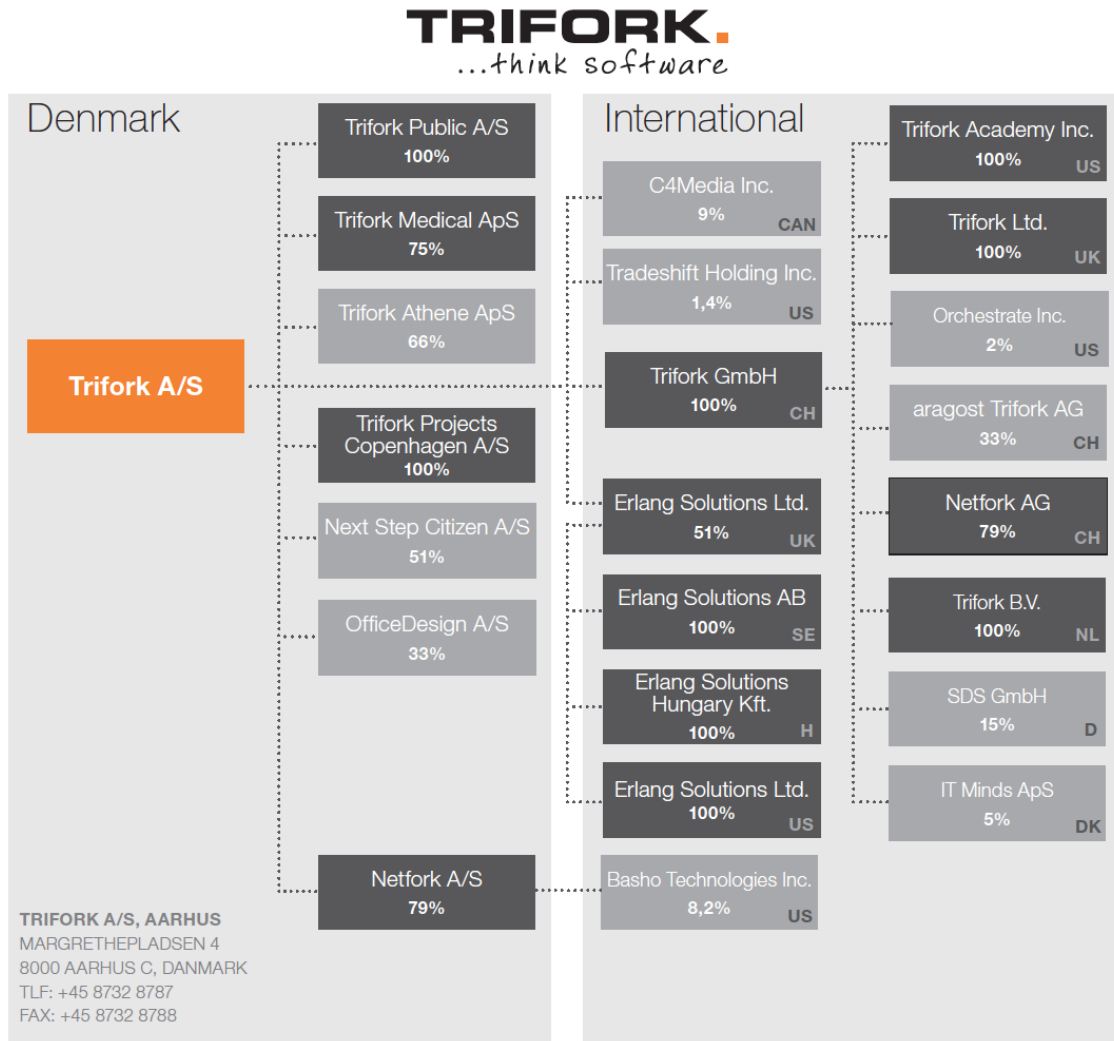 TRIFORK.
...think software
Denmark
Trifork Public A/S
100%
Trifork Medical ApS
75%
Trifork Athene ApS
66%
Trifork A/S
Trifork Projects
Copenhagen A/S
100%
Next Step Citizen A/S
51%
OfficeDesign A/S
33%
Netfork A/S
79%
TRIFORK A/S, AARHUS
MARGRETHEPLADSEN 4
8000 AARHUS C, DANMARK
TLF: +45 8732 8787
FAX: +45 8732 8788
International
C4Media Inc.
9%
CAN
Tradeshift Holding Inc.
1,4%
US
Trifork GmbH
100%
CH
Erlang Solutions Ltd.
51%
UK
Erlang Solutions AB
100%
SE
Erlang Solutions
Hungary Kft.
100%
H
Erlang Solutions Ltd.
100%
US
Basho Technologies Inc.
8,2%
US
Trifork Academy Inc.
100%
US
Trifork Ltd.
100%
UK
Orchestrate Inc.
2%
US
aragost Trifork AG
33%
CH
Netfork AG
79%
CH
Trifork B.V.
100%
NL
SDS GmbH
15%
D
IT Minds ApS
5%
DK